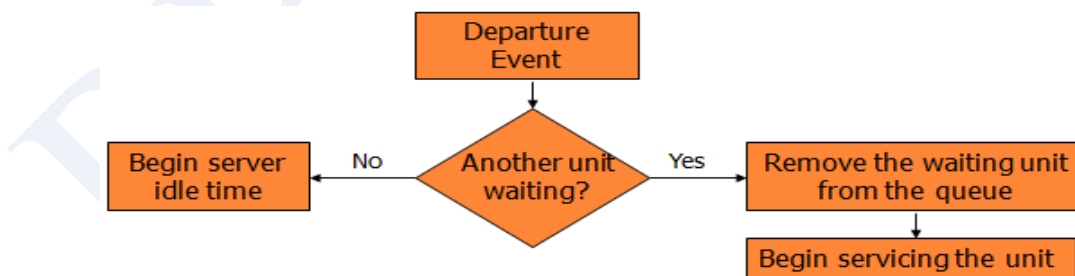 Departure
Event
Another unit
waiting?
No
Yes
Begin server
idle time
Remove the waiting unit
from the queue
Begin servicing the unit